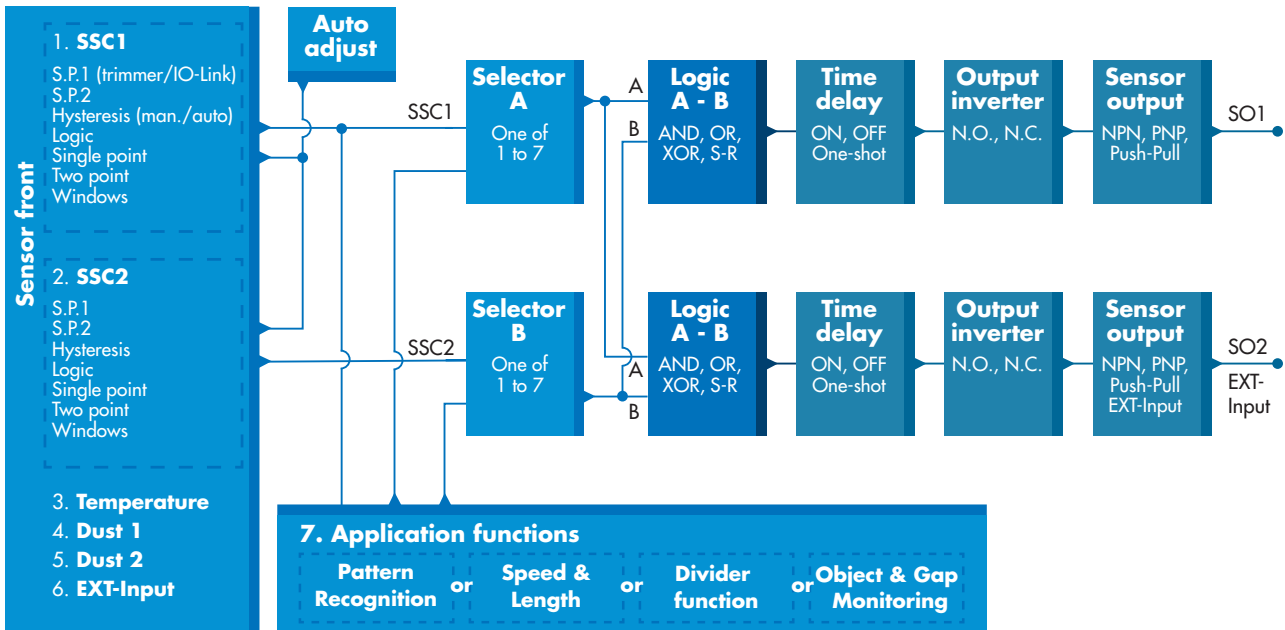 Sensor front
1. SSC1
S.P.1 (trimmer/IO-Link)
S.P.2
Hysteresis (man./auto)
Logic
Single point
Two point
Windows
2. SSC2
S.P.1
S.P.2
Hysteresis
Logic
Single point
Two point
Windows
3. Temperature
4. Dust 1
5. Dust 2
6. EXT-Input
Auto
adjust
SSC1
Selector
A
One of
1 to 7
A
B
Logic
A - B
AND, OR,
XOR, S-R
Time
delay
ON, OFF
One-shot
Output
inverter
N.O., N.C.
Sensor
output
NPN, PNP,
Push-Pull
SO1
SSC2
Selector
B
One of
1 to 7
A
B
Logic
A - B
AND, OR,
XOR, S-R
Time
delay
ON, OFF
One-shot
Output
inverter
N.O., N.C.
Sensor
output
NPN, PNP,
Push-Pull
EXT-Input
SO2
EXT-
Input
7. Application functions
Pattern
Recognition
or
Speed &
Length
or
Divider
function
or
Object & Gap
Monitoring